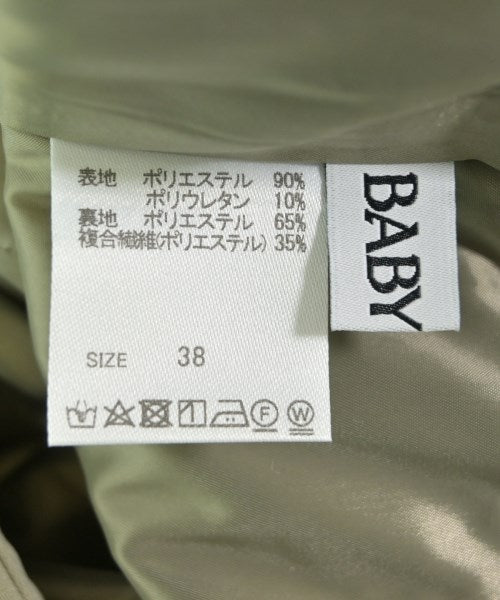 表地 ポリエステル 90%
ポリウレタン 10%
裏地 ポリエステル 65%
複合繊維(ポリエステル) 35%
SIZE 38
F W
BABY